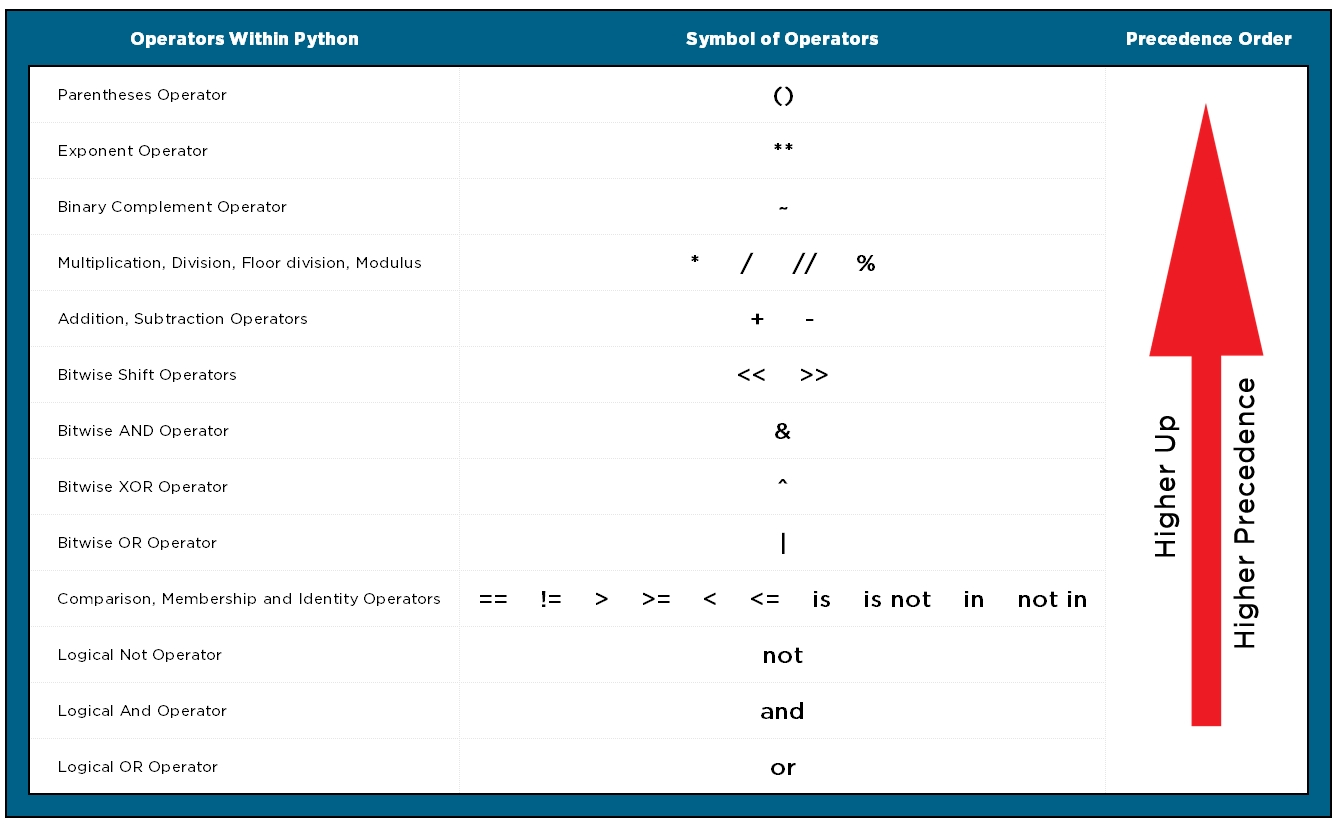 Operators Within Python Symbol of Operators Precedence Order
Parentheses Operator ()
Exponent Operator **
Binary Complement Operator ~
Multiplication, Division, Floor division, Modulus * / // %
Addition, Subtraction Operators + -
Bitwise Shift Operators << >>
Bitwise AND Operator &
Bitwise XOR Operator ^
Bitwise OR Operator |
Comparison, Membership and Identity Operators == != > >= < <= is is not in not in
Logical Not Operator not
Logical And Operator and
Logical OR Operator or
Higher Up
Higher Precedence